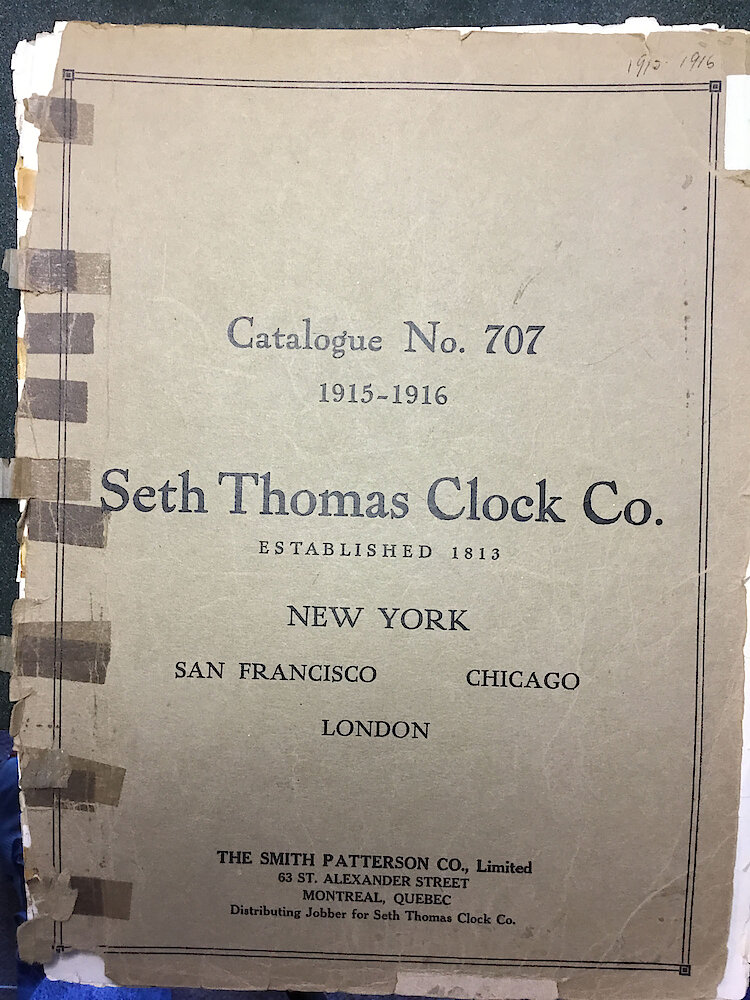 1915-1916
Catalogue No. 707
1915-1916
Seth Thomas Clock Co.
ESTABLISHED 1813
NEW YORK
SAN FRANCISCO CHICAGO
LONDON
THE SMITH PATTERSON CO., Limited
63 ST. ALEXANDER STREET
MONTREAL, QUEBEC
Distributing Jobber for Seth Thomas Clock Co.